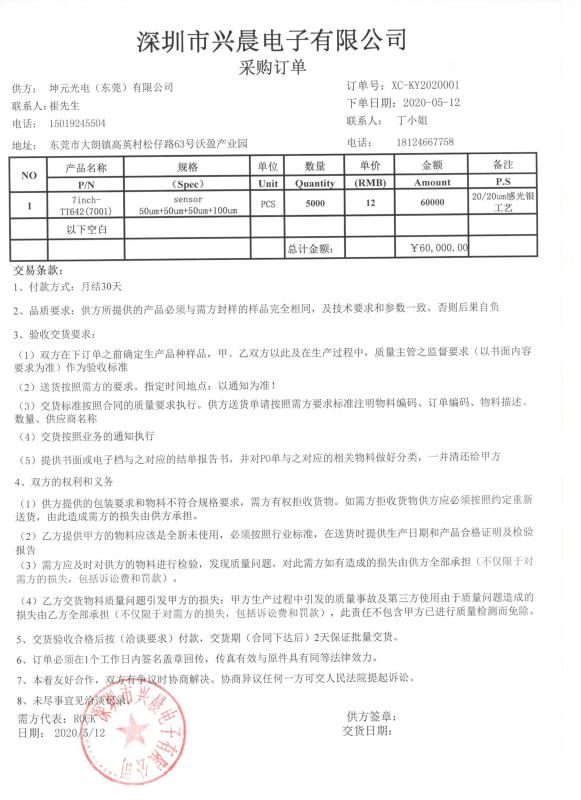 深圳市兴晨电子有限公司
采购订单
供方： 坤元光电（东莞）有限公司 订单号：XC-KY2020001
联系人：崔先生 下单日期：2020-05-12
电话： 15019245504 联系人： 丁小姐
地址： 东莞市大朗镇高英村松仔路63号沃盈产业园 电话： 18124667758
NO 产品名称 规格 单位 数量 单价 金额 备注
P/N (Spec) Unit Quantity (RMB) Amount P.S
1 7inch-TT642(7001) sensor 50um+50um+50um+100um PCS 5000 12 60000 20/20um感光银工艺
以下空白
总计金额： ￥60,000.00
交易条款：
1、付款方式：月结30天
2、品质要求：供方所提供的产品必须与需方封样的样品完全相同，及技术要求和参数一致。否则后果自负
3、验收交货要求：
（1）双方在下订单之前确定生产品种样品，甲、乙双方以此及在生产过程中，质量主管之监督要求（以书面内容
要求为准）作为验收标准
（2）送货按照需方的要求。指定时间地点：以通知为准！
（3）交货标准按照合同的质量要求执行。供方送货单请按照需方要求标准注明物料编码、订单编码、物料描述、
数量、供应商名称
（4）交货按照业务的通知执行
（5）提供书面或电子档与之对应的结单报告书，并对PO单与之对应的相关物料做好分类，一并清还给甲方
4、双方的权利和义务
（1）供方提供的包装要求和物料不符合规格要求，需方有权拒收货物。如需方拒收货物供方应必须按照约定重新
送货，由此造成需方的损失由供方承担。
（2）乙方提供甲方的物料应该是全新未使用，必须按照行业标准，在送货时提供生产日期和产品合格证明及检验
报告
（3）需方应及时对供方的物料进行检验，发现质量问题，对此需方如有造成的损失由供方全部承担（不仅限于对
需方的损失，包括诉讼费和罚款）。
（4）乙方交货物料质量问题引发甲方的损失：甲方生产过程中引发的质量事故及第三方使用由于质量问题造成的
损失由乙方全部承担（不仅限于对需方的损失，包括诉讼费和罚款），此责任不包含甲方已进行质量检测而免除。
5、交货验收合格后按（洽谈要求）付款，交货期（合同下达后）2天保证批量交货。
6、订单必须在1个工作日内签名盖章回传，传真有效与原件具有同等法律效力。
7、本着友好合作，双方有争议时协商解决。协商异议任何一方可交人民法院提起诉讼。
8、未尽事宜见洽谈记录。
需方代表：ROCK 供方签章：
日期： 2020/5/12 交货日期：
深圳市兴晨电子有限公司